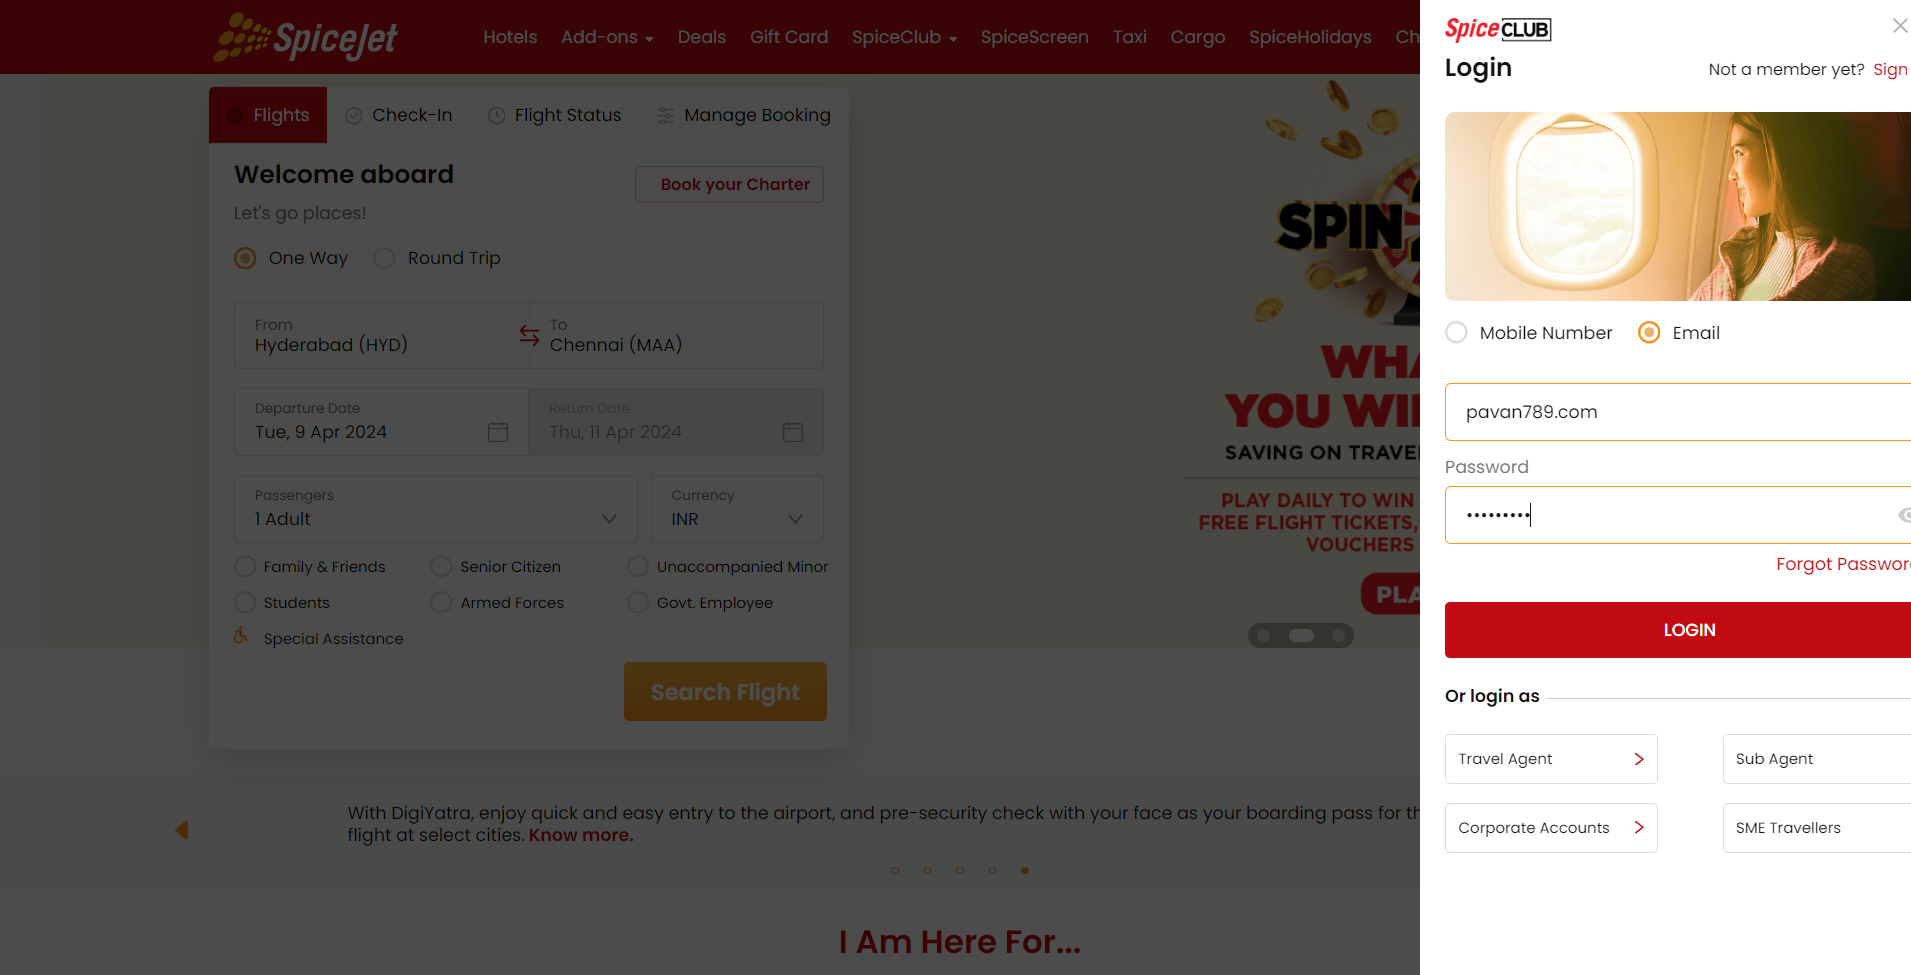 SpiceJet
Hotels Add-ons Deals Gift Card SpiceClub SpiceScreen Taxi Cargo SpiceHolidays Ch
Flights Check-In Flight Status Manage Booking
Welcome aboard
Book your Charter
Let's go places!
One Way Round Trip
From
Hyderabad (HYD)
To
Chennai (MAA)
Departure Date
Tue, 9 Apr 2024
Return Date
Thu, 11 Apr 2024
Passengers
1 Adult
Currency
INR
Family & Friends Senior Citizen Unaccompanied Minor
Students Armed Forces Govt. Employee
Special Assistance
Search Flight
SPIN
WHA
YOU WI
SAVING ON TRAVE
PLAY DAILY TO WIN
FREE FLIGHT TICKETS,
VOUCHERS
PLA
With DigiYatra, enjoy quick and easy entry to the airport, and pre-security check with your face as your boarding pass for th
flight at select cities. Know more.
I Am Here For...
SpiceCLUB
Login
Not a member yet? Sign
Mobile Number Email
pavan789.com
Password
•••••••••
Forgot Passwor
LOGIN
Or login as
Travel Agent
Sub Agent
Corporate Accounts
SME Travellers